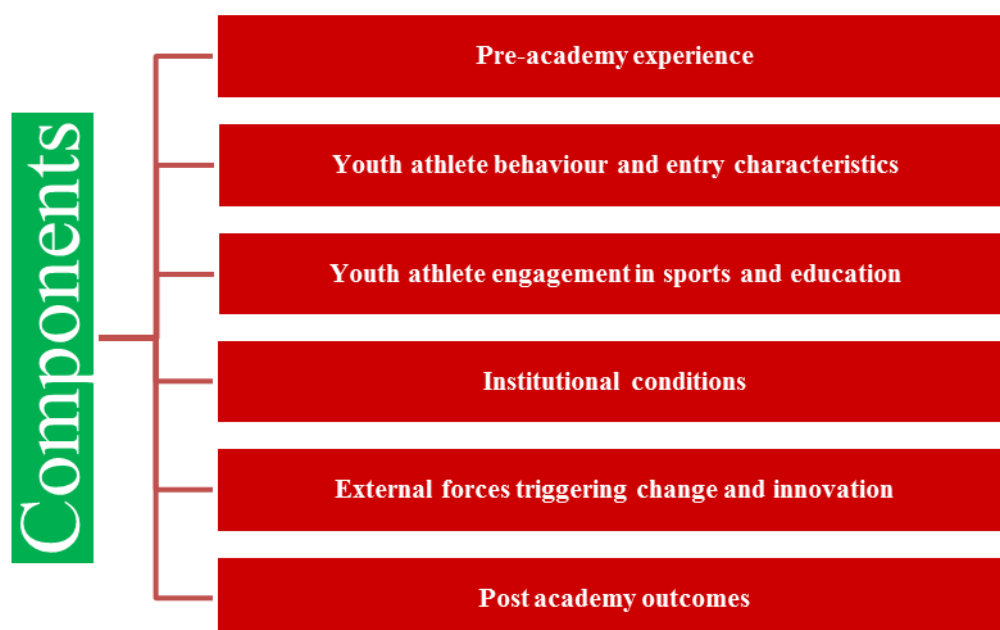 Components
Pre-academy experience
Youth athlete behaviour and entry characteristics
Youth athlete engagement in sports and education
Institutional conditions
External forces triggering change and innovation
Post academy outcomes